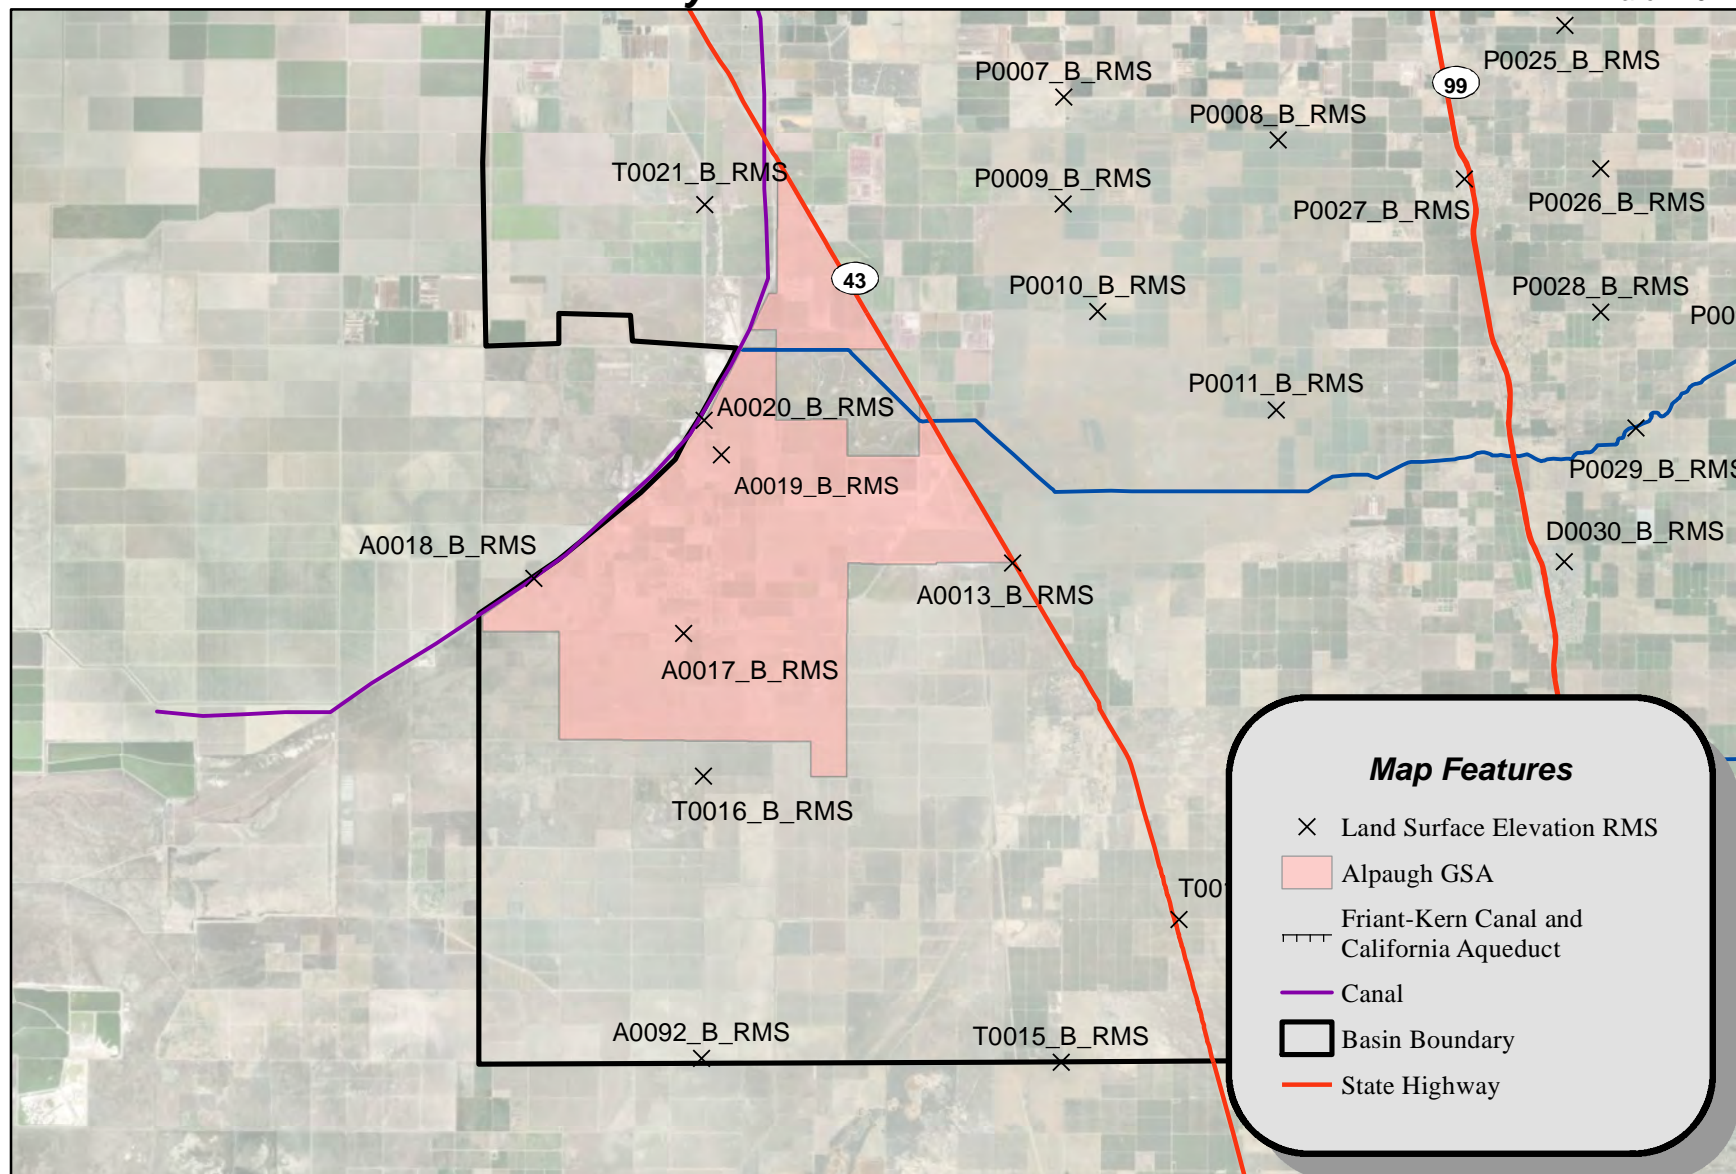 P0025_B_RMS
P0007_B_RMS
99
P0008_B_RMS
T0021_B_RMS
P0009_B_RMS
P0027_B_RMS
P0026_B_RMS
43
P0010_B_RMS
P0028_B_RMS
P00
P0011_B_RMS
A0020_B_RMS
A0019_B_RMS
P0029_B_RMS
A0018_B_RMS
D0030_B_RMS
A0013_B_RMS
A0017_B_RMS
T0016_B_RMS
A0092_B_RMS
T0015_B_RMS
Map Features
Land Surface Elevation RMS
Alpaugh GSA
Friant-Kern Canal and
California Aqueduct
Canal
Basin Boundary
State Highway